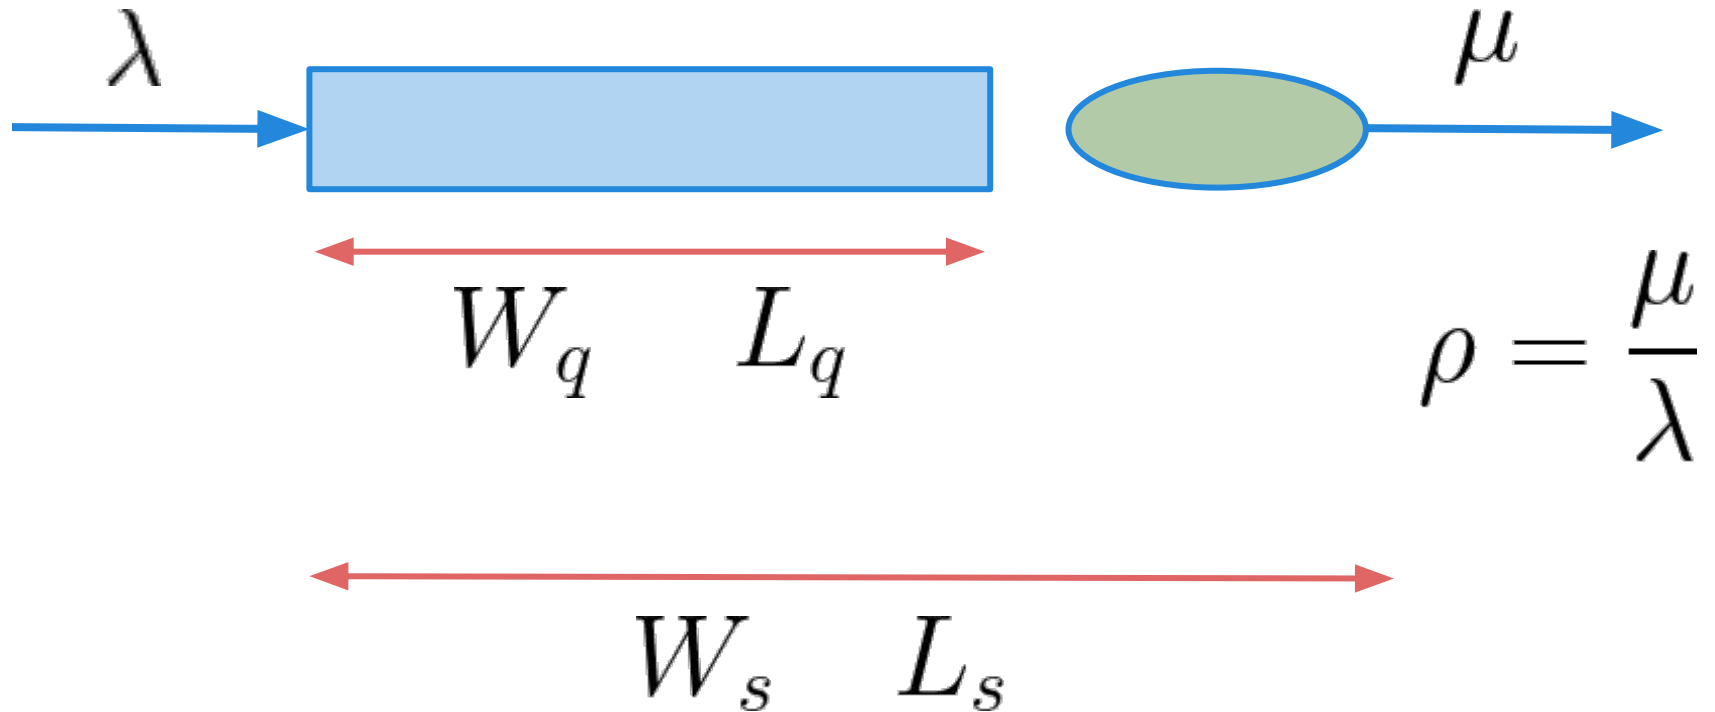 λ μ
W_q L_q
ρ = μ/λ
W_s L_s